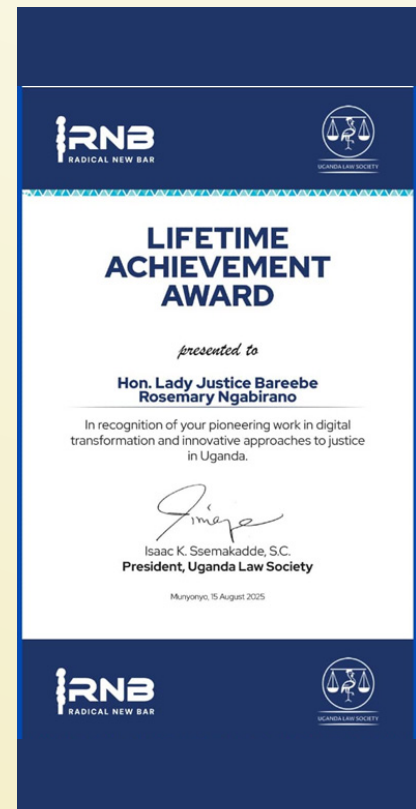 RNB
RADICAL NEW BAR
UGANDA LAW SOCIETY
LIFETIME
ACHIEVEMENT
AWARD
presented to
Hon. Lady Justice Bareebe
Rosemary Ngabirano
In recognition of your pioneering work in digital
transformation and innovative approaches to justice
in Uganda.
Isaac K. Ssemakadde, S.C.
President, Uganda Law Society
Munyonyo, 15 August 2025
RNB
RADICAL NEW BAR
UGANDA LAW SOCIETY